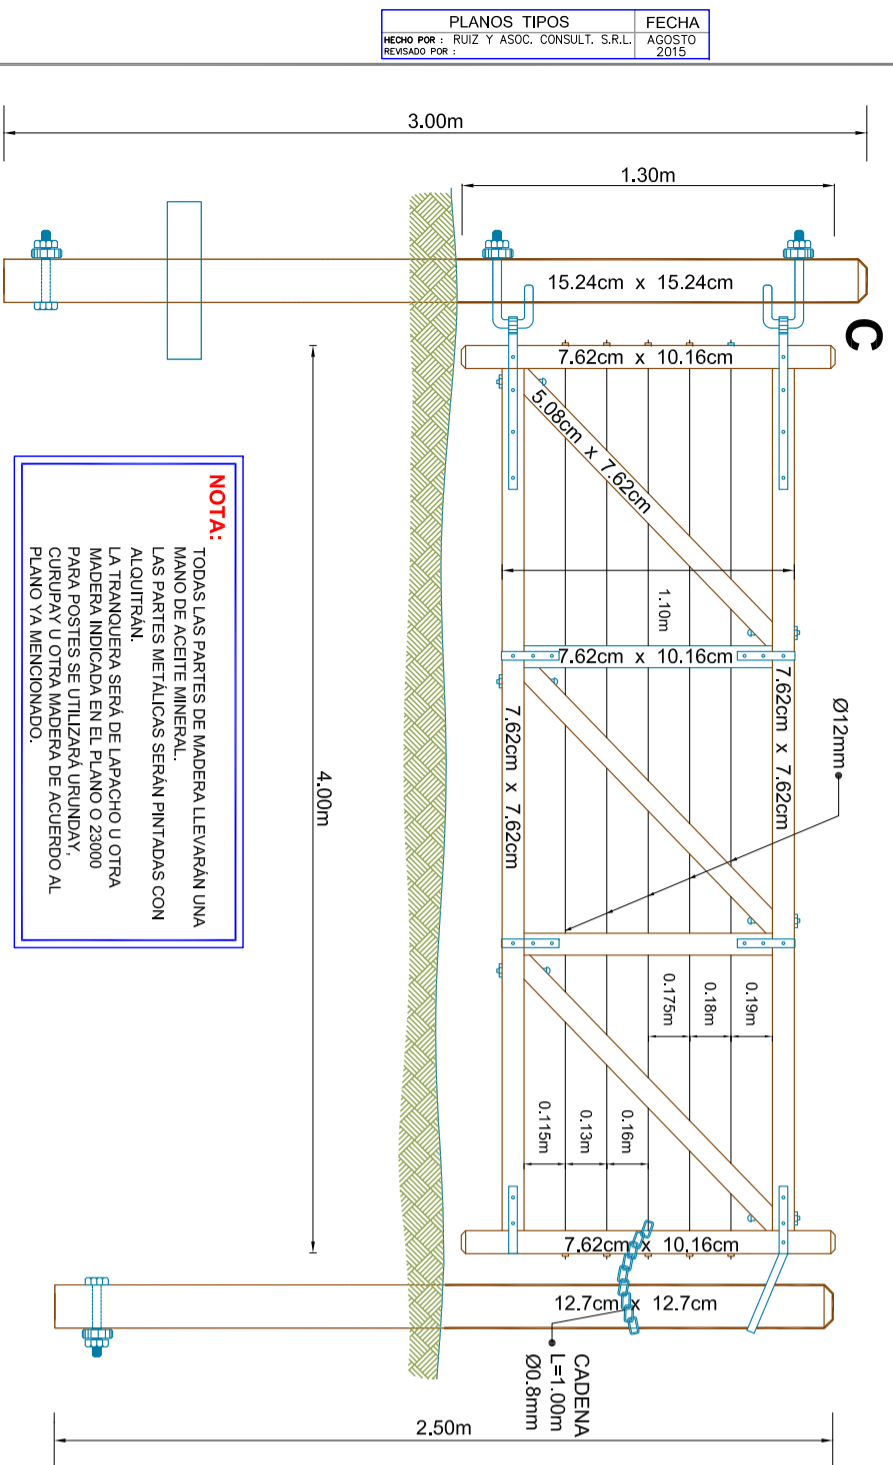 PLANOS TIPOS
FECHA
HECHO POR : RUIZ Y ASOC. CONSULT. S.R.L.
REVISADO POR :
AGOSTO
2015
3.00m
1.30m
15.24cm x 15.24cm
C
7.62cm x 10.16cm
5.08cm x 7.62cm
1.10m
7.62cm x 10.16cm
7.62cm x 7.62cm
7.62cm x 7.62cm
Ø12mm
4.00m
0.19m
0.18m
0.175m
0.16m
0.13m
0.115m
7.62cm x 10.16cm
12.7cm x 12.7cm
CADENA
L=1.00m
Ø0.8mm
2.50m
NOTA:
TODAS LAS PARTES DE MADERA LLEVARÁN UNA
MANO DE ACEITE MINERAL.
LAS PARTES METÁLICAS SERÁN PINTADAS CON
ALQUITRÁN.
LA TRANQUERA SERÁ DE LAPACHO U OTRA
MADERA INDICADA EN EL PLANO O 23000
PARA POSTES SE UTILIZARÁ URUNDAY,
CURUPAY U OTRA MADERA DE ACUERDO AL
PLANO YA MENCIONADO.